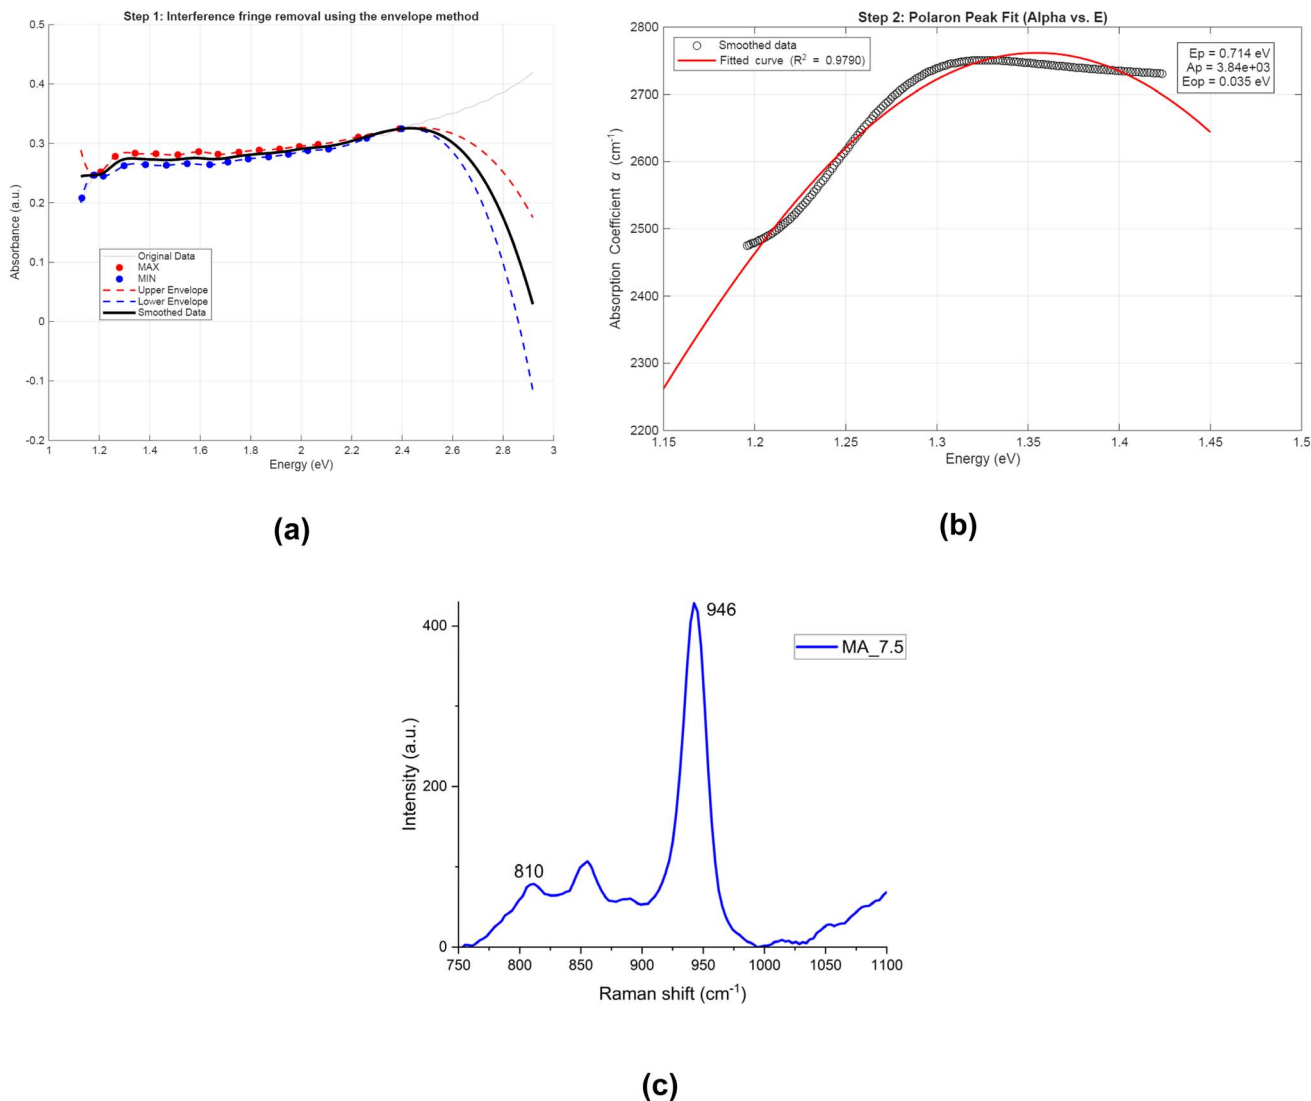 Step 1: Interference fringe removal using the envelope method
0.5
0.4
0.3
0.2
0.1
0
-0.1
-0.2
Absorbance (a.u.)
Original Data
MAX
MIN
Upper Envelope
Lower Envelope
Smoothed Data
1 1.2 1.4 1.6 1.8 2 2.2 2.4 2.6 2.8 3
Energy (eV)
(a)
Step 2: Polaron Peak Fit (Alpha vs. E)
2800
2700
2600
2500
2400
2300
2200
Absorption Coefficient α (cm⁻¹)
Smoothed data
Fitted curve (R² = 0.9790)
Ep = 0.714 eV
Ap = 3.84e+03
Eop = 0.035 eV
1.15 1.2 1.25 1.3 1.35 1.4 1.45 1.5
Energy (eV)
(b)
400
200
0
Intensity (a.u.)
946
810
MA_7.5
750 800 850 900 950 1000 1050 1100
Raman shift (cm⁻¹)
(c)